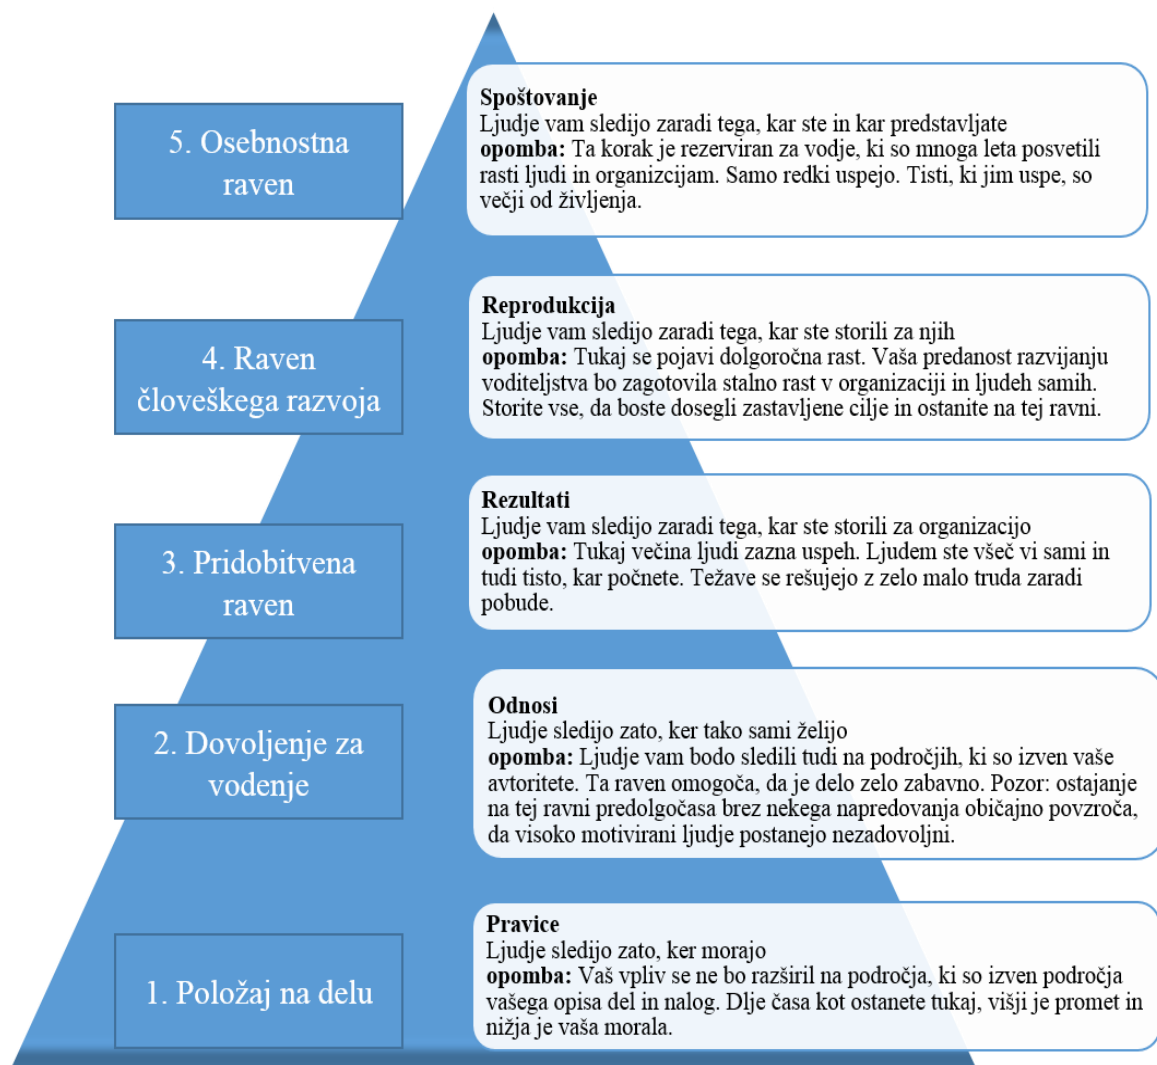 5. Osebnostna
raven
Spoštovanje
Ljudje vam sledijo zaradi tega, kar ste in kar predstavljate
opomba: Ta korak je rezerviran za vodje, ki so mnoga leta posvetili
rasti ljudi in organizcijam. Samo redki uspejo. Tisti, ki jim uspe, so
večji od življenja.
4. Raven
človeškega razvoja
Reprodukcija
Ljudje vam sledijo zaradi tega, kar ste storili za njih
opomba: Tukaj se pojavi dolgoročna rast. Vaša predanost razvijanju
voditeljstva bo zagotovila stalno rast v organizaciji in ljudeh samih.
Storite vse, da boste dosegli zastavljene cilje in ostanite na tej ravni.
3. Pridobitvena
raven
Rezultati
Ljudje vam sledijo zaradi tega, kar ste storili za organizacijo
opomba: Tukaj večina ljudi zazna uspeh. Ljudem ste všeč vi sami in
tudi tisto, kar počnete. Težave se rešujejo z zelo malo truda zaradi
pobude.
2. Dovoljenje za
vodenje
Odnosi
Ljudje sledijo zato, ker tako sami želijo
opomba: Ljudje vam bodo sledili tudi na področjih, ki so izven vaše
avtoritete. Ta raven omogoča, da je delo zelo zabavno. Pozor: ostajanje
na tej ravni predolgočasa brez nekega napredovanja običajno povzroča,
da visoko motivirani ljudje postanejo nezadovoljni.
1. Položaj na delu
Pravice
Ljudje sledijo zato, ker morajo
opomba: Vaš vpliv se ne bo razširil na področja, ki so izven področja
vašega opisa del in nalog. Dlje časa kot ostanete tukaj, višji je promet in
nižja je vaša morala.